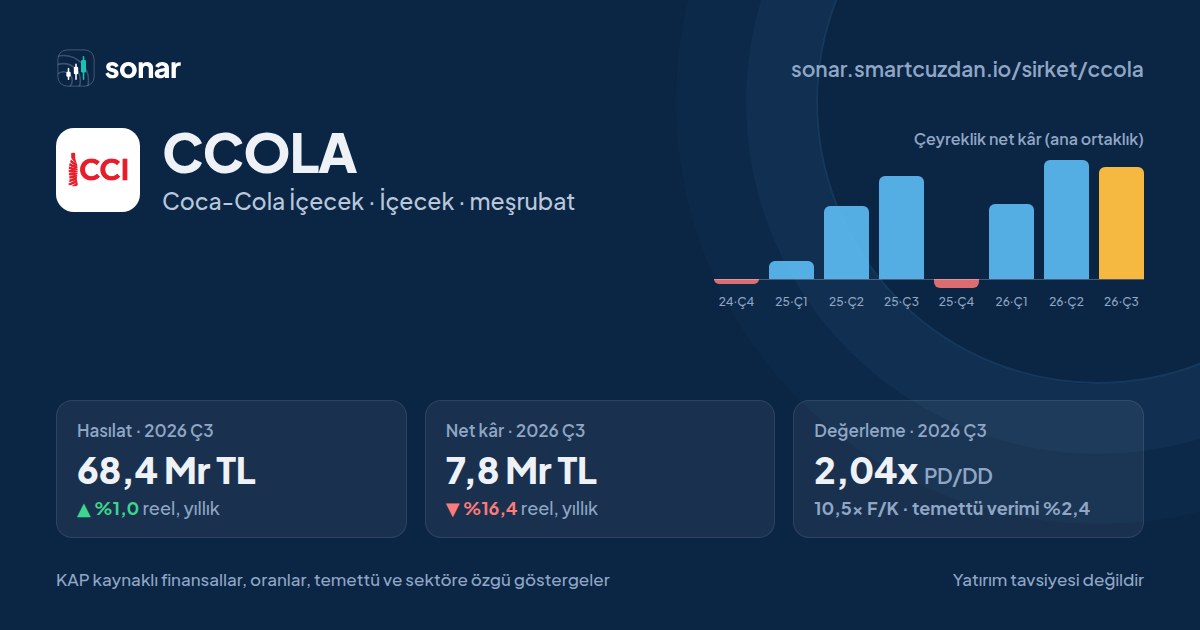 sonar
sonar.smartcuzdan.io/sirket/ccola
CCI
CCOLA
Coca-Cola İçecek · İçecek · meşrubat
Çeyreklik net kâr (ana ortaklık)
24·Ç4 25·Ç1 25·Ç2 25·Ç3 25·Ç4 26·Ç1 26·Ç2 26·Ç3
Hasılat · 2026 Ç3
68,4 Mr TL
▲ %1,0 reel, yıllık
Net kâr · 2026 Ç3
7,8 Mr TL
▼ %16,4 reel, yıllık
Değerleme · 2026 Ç3
2,04x PD/DD
10,5× F/K · temettü verimi %2,4
KAP kaynaklı finansallar, oranlar, temettü ve sektöre özgü göstergeler
Yatırım tavsiyesi değildir